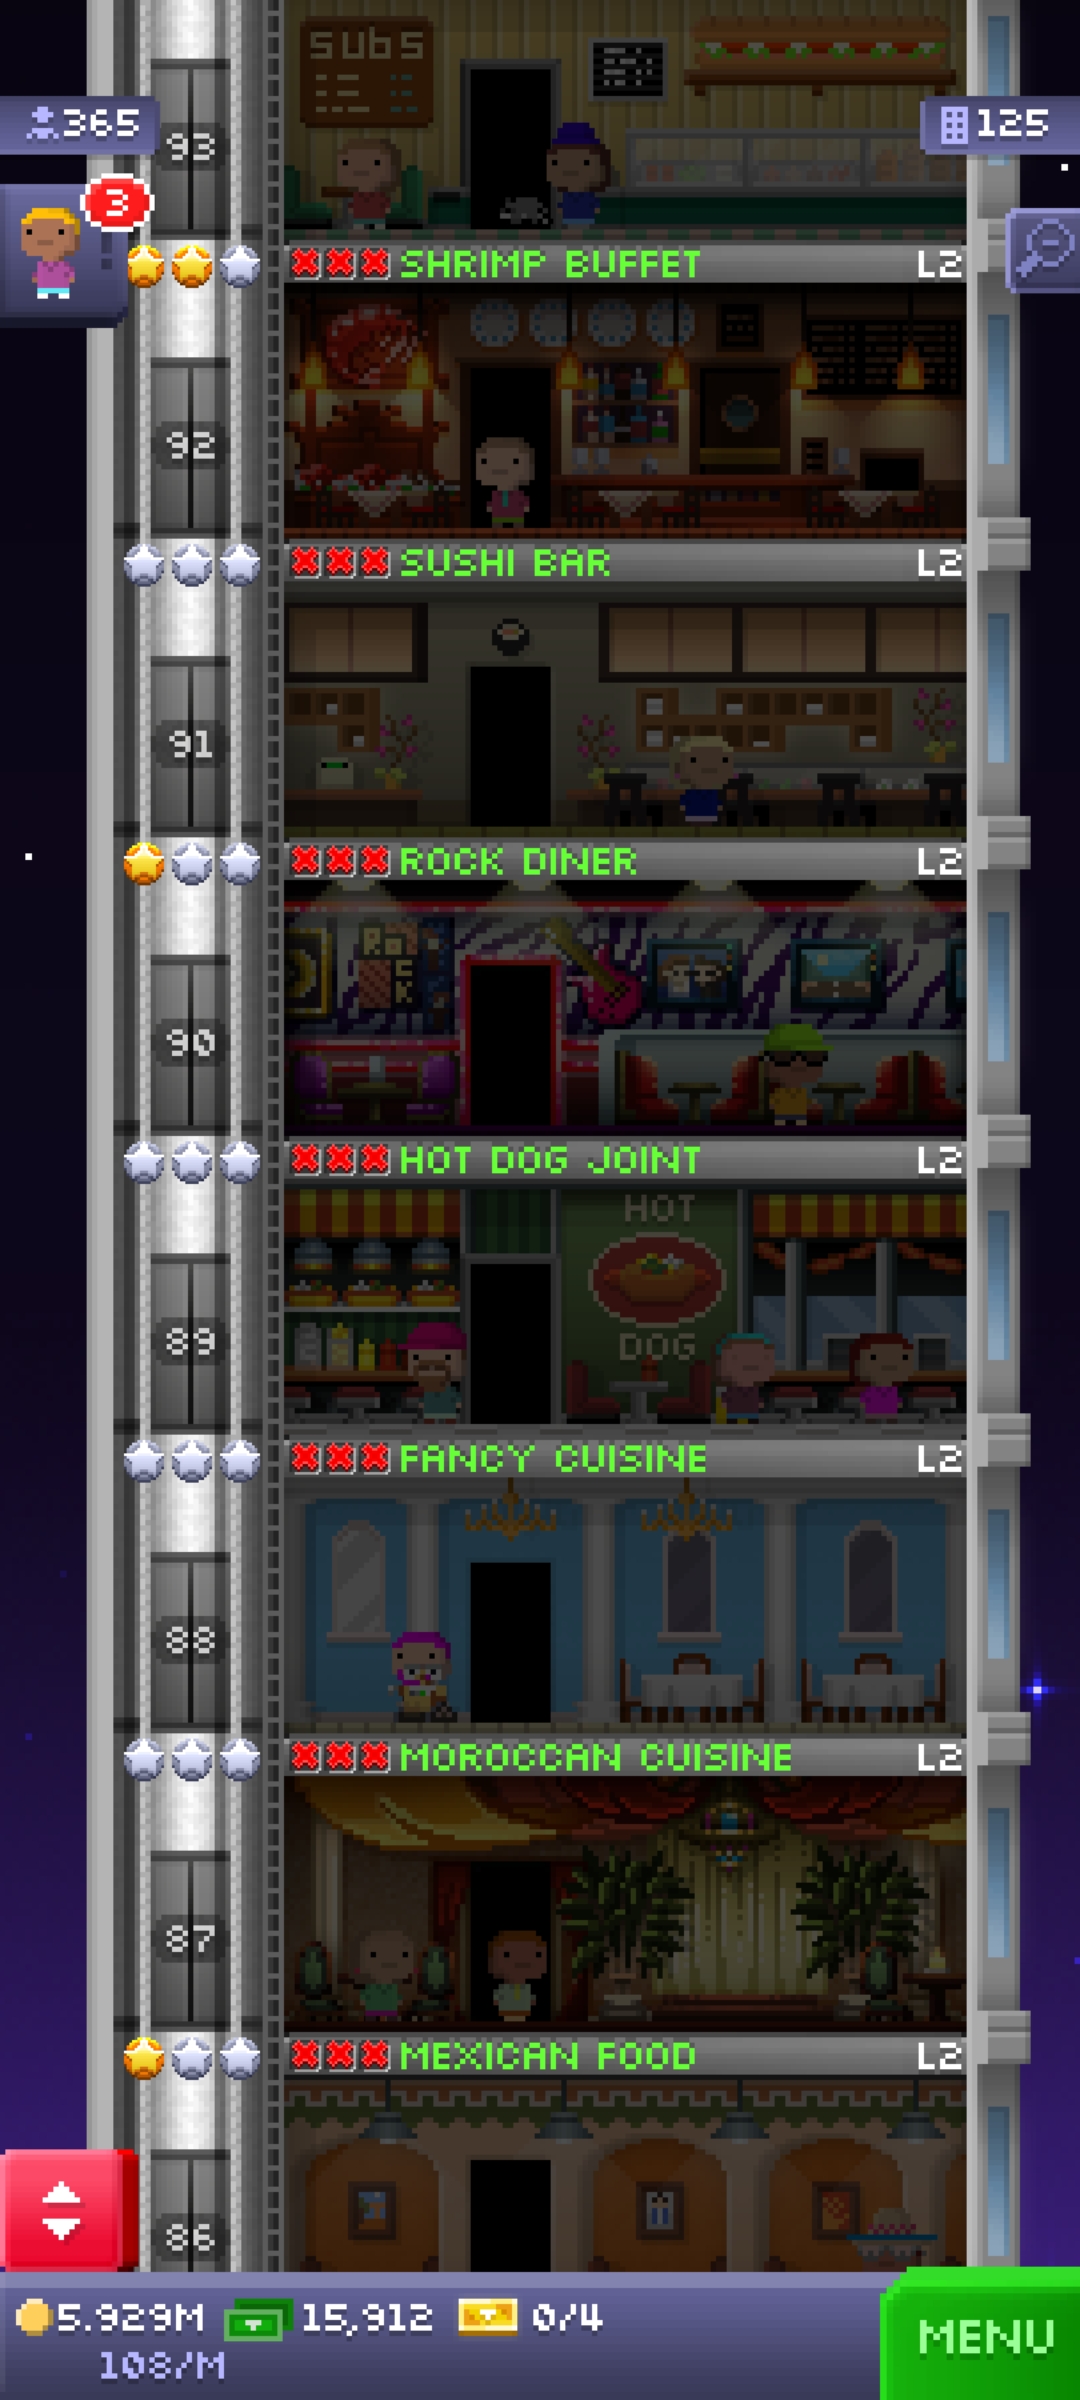 SUBS
365
125
93
3
SHRIMP BUFFET L2
92
SUSHI BAR L2
91
ROCK DINER L2
ROCK
90
HOT DOG JOINT L2
HOT
DOG
89
FANCY CUISINE L2
88
MOROCCAN CUISINE L2
87
MEXICAN FOOD L2
86
5.929M 15,912 0/4
108/M
MENU